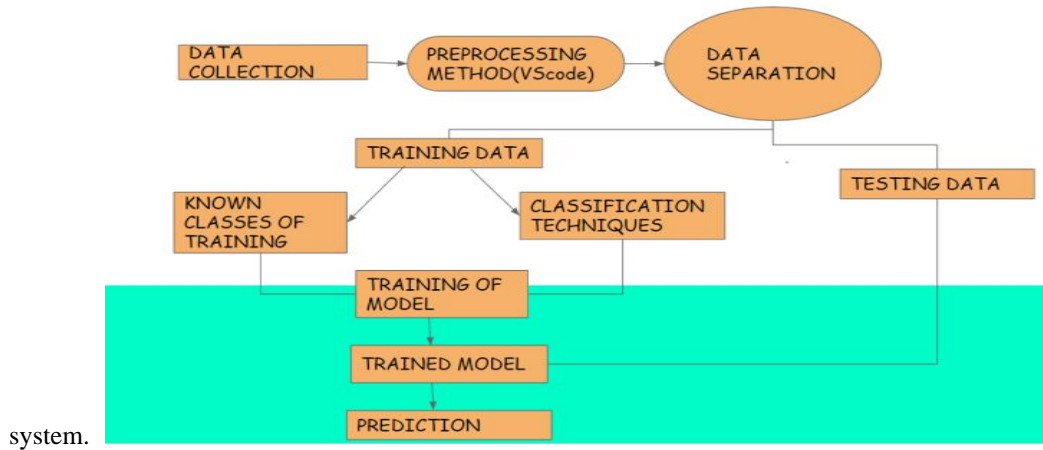 DATA
COLLECTION
PREPROCESSING
METHOD(VScode)
DATA
SEPARATION
TRAINING DATA
TESTING DATA
KNOWN
CLASSES OF
TRAINING
CLASSIFICATION
TECHNIQUES
TRAINING OF
MODEL
TRAINED MODEL
PREDICTION
system.